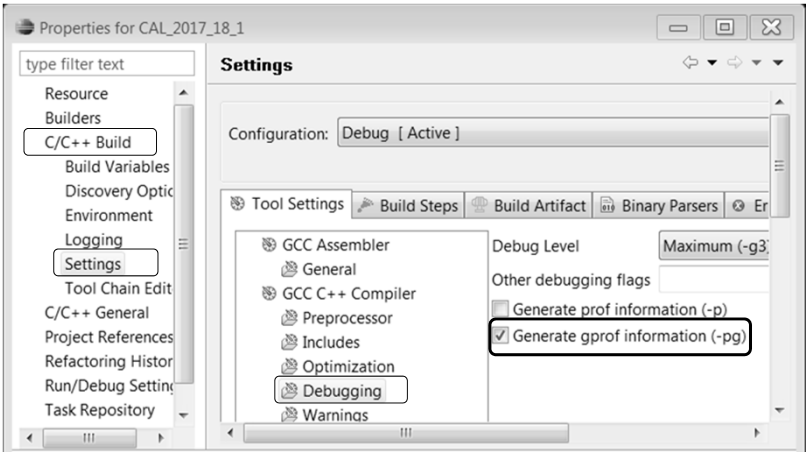 Properties for CAL_2017_18_1
type filter text
Resource
Builders
C/C++ Build
Build Variables
Discovery Optic
Environment
Logging
Settings
Tool Chain Edit
C/C++ General
Project References
Refactoring Histor
Run/Debug Setting
Task Repository
Settings
Configuration: Debug [ Active ]
Tool Settings Build Steps Build Artifact Binary Parsers Er
GCC Assembler
General
GCC C++ Compiler
Preprocessor
Includes
Optimization
Debugging
Warnings
Debug Level Maximum (-g3)
Other debugging flags
Generate prof information (-p)
Generate gprof information (-pg)